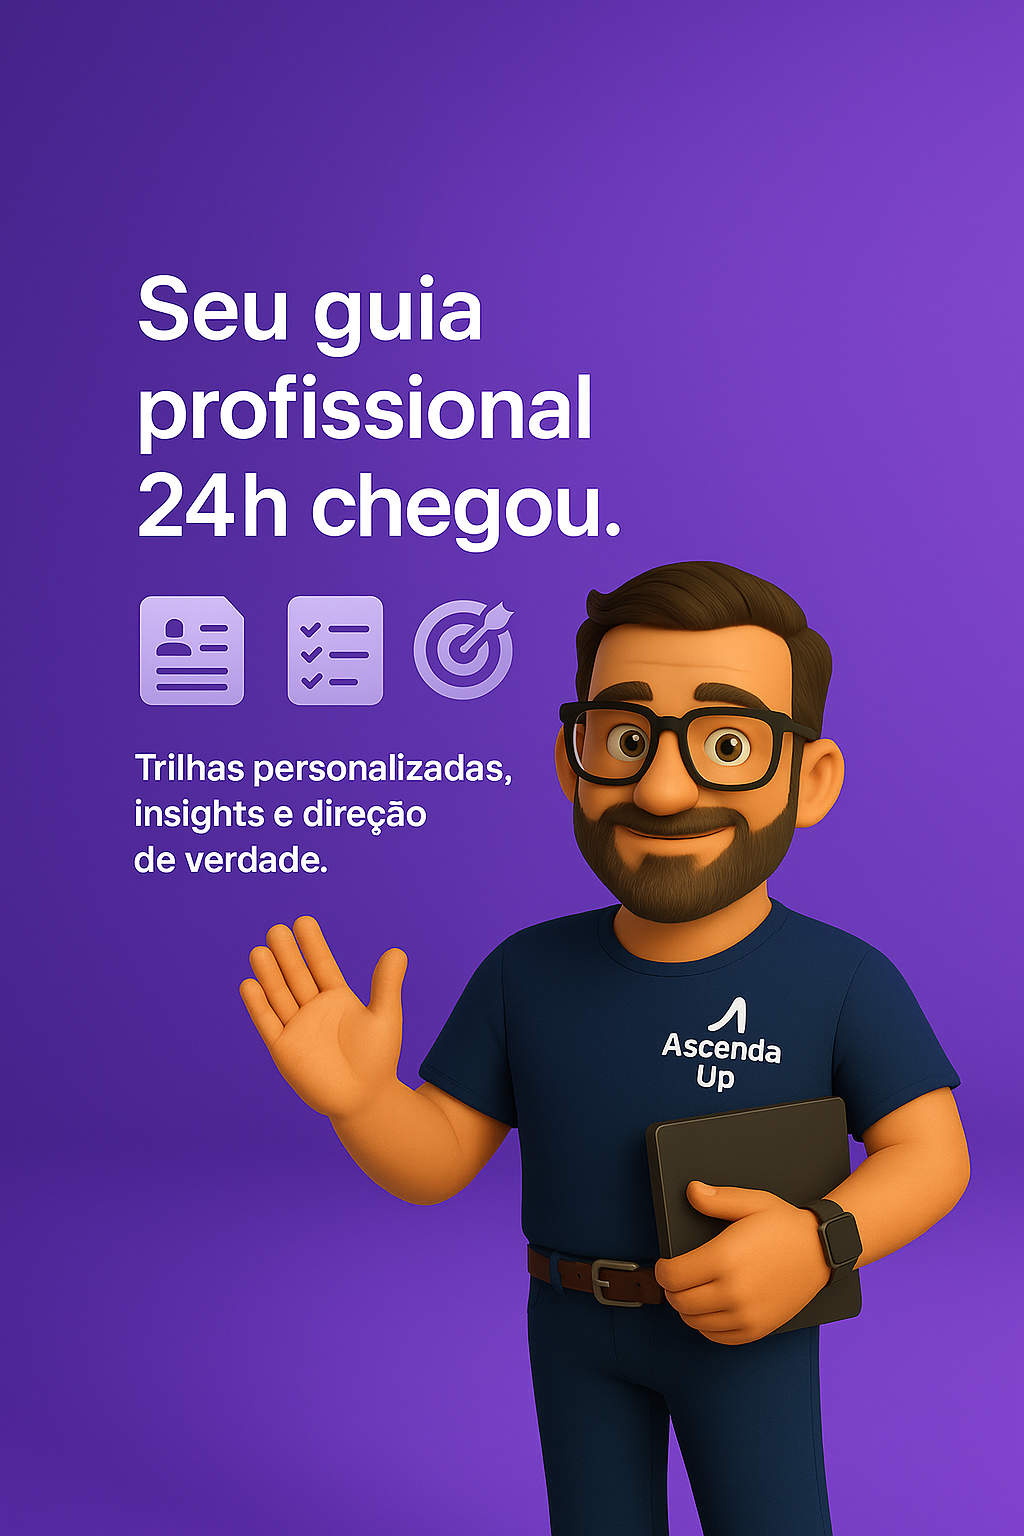 Seu guia
profissional
24h chegou.
Trilhas personalizadas,
insights e direção
de verdade.
Ascenda
Up